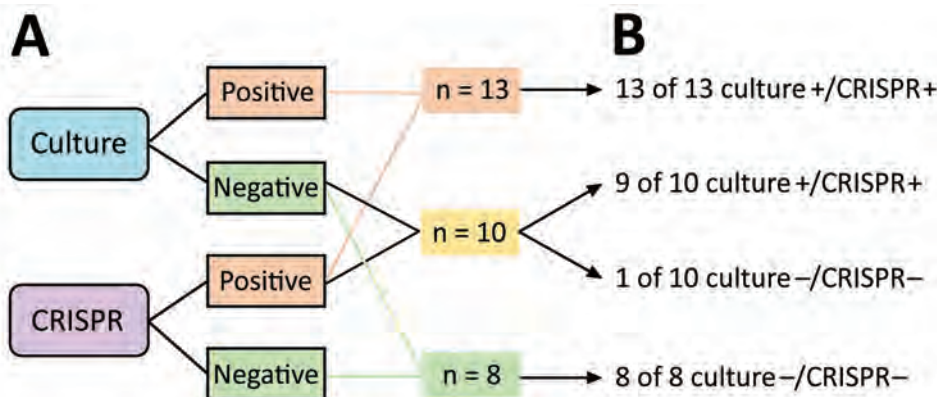 A
B
Culture
Positive
Negative
CRISPR
Positive
Negative
n = 13
n = 10
n = 8
13 of 13 culture +/CRISPR+
9 of 10 culture +/CRISPR+
1 of 10 culture –/CRISPR–
8 of 8 culture –/CRISPR–